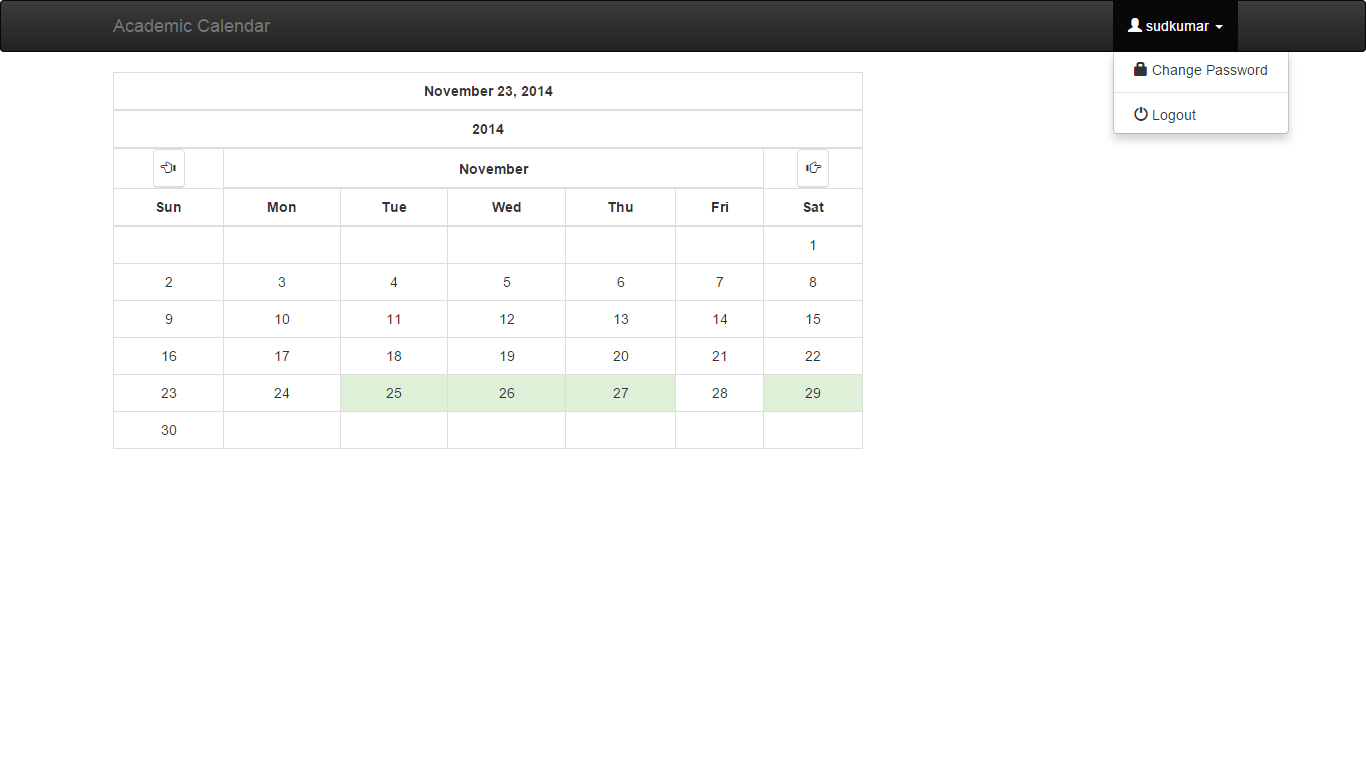 Academic Calendar
sudkumar
Change Password
Logout
November 23, 2014
2014
November
Sun Mon Tue Wed Thu Fri Sat
1
2 3 4 5 6 7 8
9 10 11 12 13 14 15
16 17 18 19 20 21 22
23 24 25 26 27 28 29
30